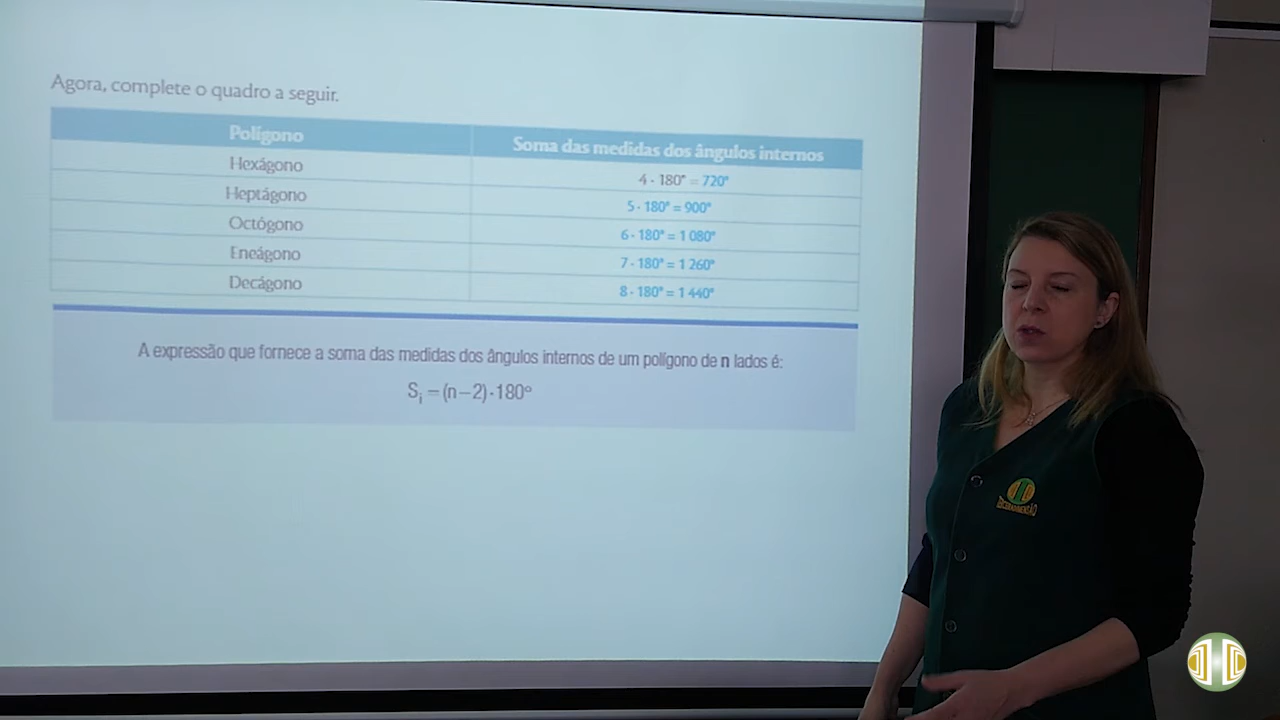 Agora, complete o quadro a seguir.
Polígono Soma das medidas dos ângulos internos
Hexágono 4 · 180° = 720°
Heptágono 5 · 180° = 900°
Octógono 6 · 180° = 1 080°
Eneágono 7 · 180° = 1 260°
Decágono 8 · 180° = 1 440°
A expressão que fornece a soma das medidas dos ângulos internos de um polígono de n lados é:
Si = (n–2) · 180°